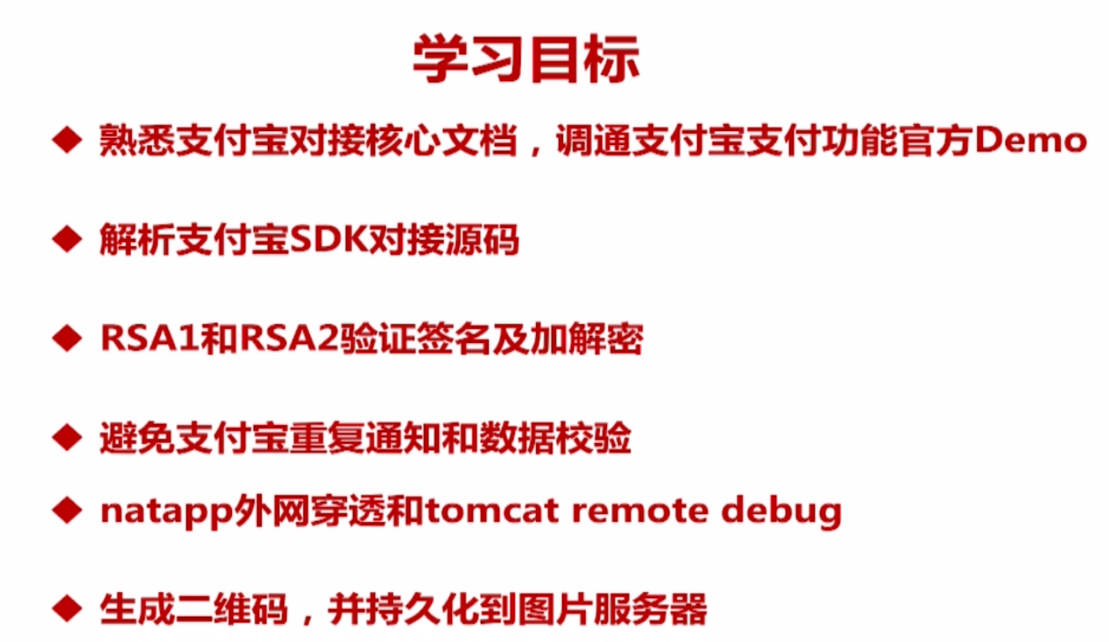 学习目标
◆ 熟悉支付宝对接核心文档，调通支付宝支付功能官方Demo
◆ 解析支付宝SDK对接源码
◆ RSA1和RSA2验证签名及加解密
◆ 避免支付宝重复通知和数据校验
◆ natapp外网穿透和tomcat remote debug
◆ 生成二维码，并持久化到图片服务器